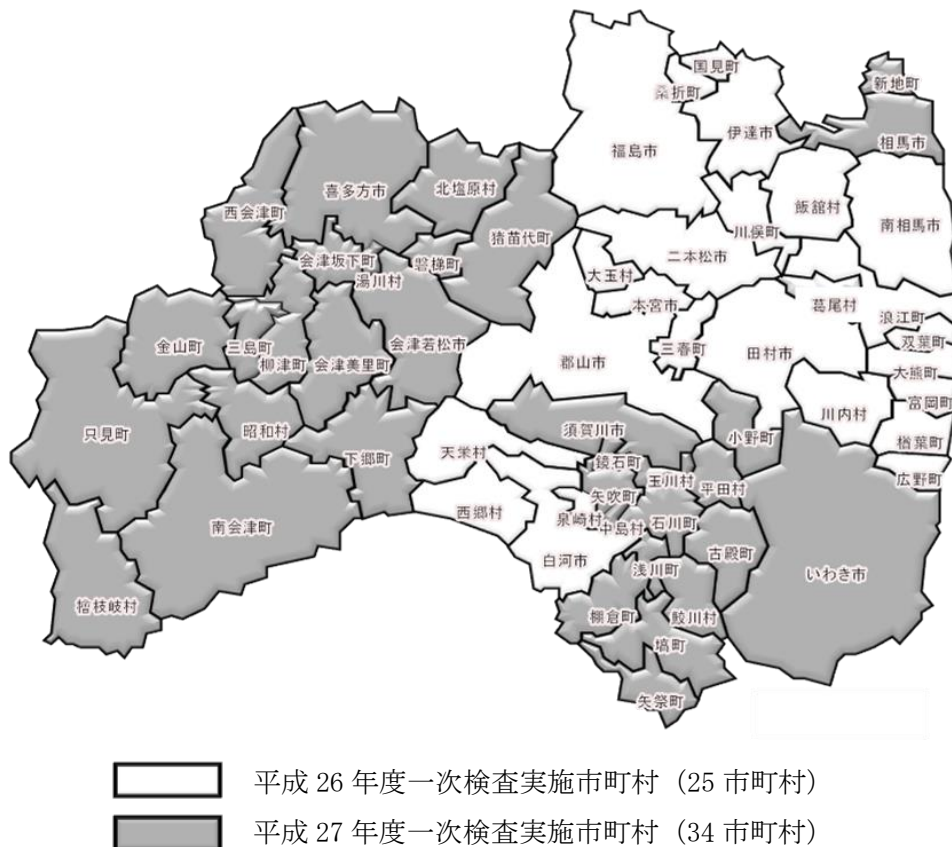 国見町
新地町
桑折町
伊達市
相馬市
福島市
喜多方市
北塩原村
飯舘村
西会津町
南相馬市
猪苗代町
川俣町
二本松市
会津坂下町
磐梯町
湯川村
大玉村
葛尾村
本宮市
浪江町
双葉町
金山町
三島町
会津若松市
三春町
田村市
柳津町
会津美里町
郡山市
大熊町
富岡町
川内村
只見町
昭和村
須賀川市
小野町
楢葉町
下郷町
天栄村
鏡石町
広野町
玉川村
平田村
矢吹町
西郷村
泉崎村
石川町
中島村
南会津町
古殿町
白河市
浅川町
いわき市
檜枝岐村
棚倉町
鮫川村
塙町
矢祭町
平成 26 年度一次検査実施市町村（25 市町村）
平成 27 年度一次検査実施市町村（34 市町村）